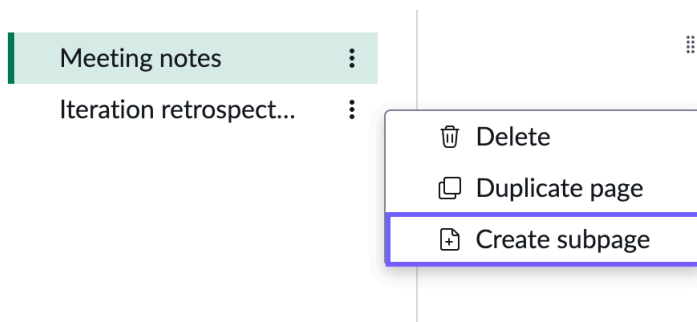 Meeting notes
Iteration retrospect...
Delete
Duplicate page
Create subpage